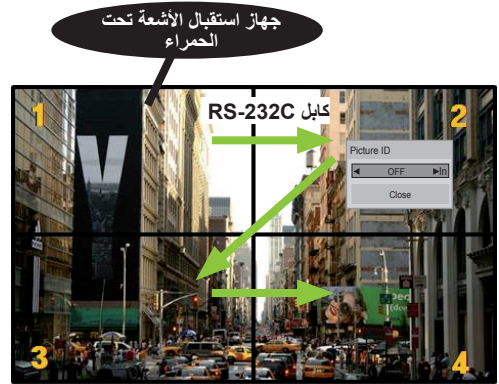 جهاز استقبال الأشعة تحت
الحمراء
1
كابل RS-232C
2
Picture ID
◄ OFF ►In
Close
3
4